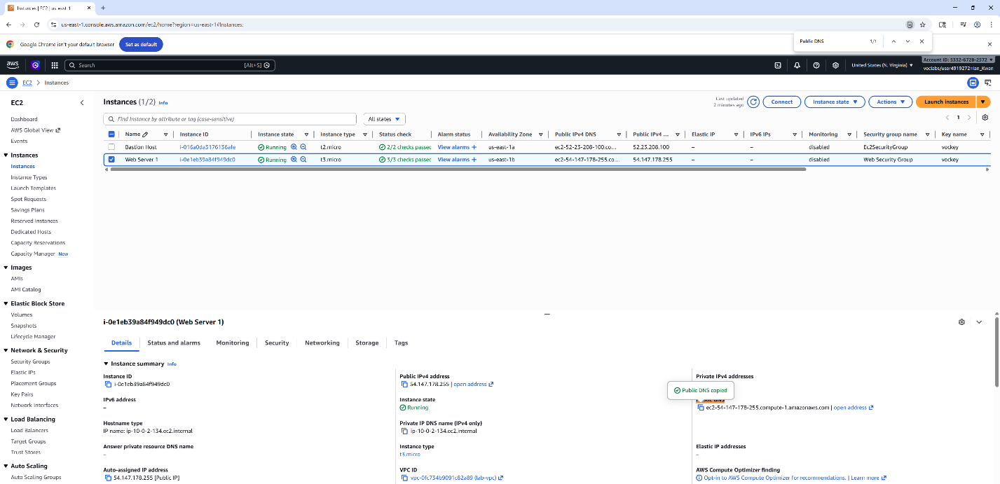 Instances | EC2 | us-east-1
us-east-1.console.aws.amazon.com/ec2/home?region=us-east-1#Instances:
Public DNS 1/1
Google Chrome isn't your default browser Set as default
aws Search [Alt+S] United States (N. Virginia) Account ID: 5332-6728-2572
voclabs/user4919272=Ian_Kwan
EC2 > Instances
EC2
Dashboard
AWS Global View
Events
Instances
Instances
Instance Types
Launch Templates
Spot Requests
Savings Plans
Reserved Instances
Dedicated Hosts
Capacity Reservations
Capacity Manager New
Images
AMIs
AMI Catalog
Elastic Block Store
Volumes
Snapshots
Lifecycle Manager
Network & Security
Security Groups
Elastic IPs
Placement Groups
Key Pairs
Network Interfaces
Load Balancing
Load Balancers
Target Groups
Trust Stores
Auto Scaling
Auto Scaling Groups
Instances (1/2) Info
Last updated
2 minutes ago
Connect Instance state Actions Launch instances
Find Instance by attribute or tag (case-sensitive) All states 1
Name Instance ID Instance state Instance type Status check Alarm status Availability Zone Public IPv4 DNS Public IPv4 ... Elastic IP IPv6 IPs Monitoring Security group name Key name
Bastion Host i-016a0da3176136afe Running t2.micro 2/2 checks passed View alarms + us-east-1a ec2-52-23-208-100.co... 52.23.208.100 – – disabled Ec2SecurityGroup vockey
Web Server 1 i-0e1eb39a84f949dc0 Running t3.micro 3/3 checks passed View alarms + us-east-1b ec2-54-147-178-255.co... 54.147.178.255 – – disabled Web Security Group vockey
i-0e1eb39a84f949dc0 (Web Server 1)
Details Status and alarms Monitoring Security Networking Storage Tags
Instance summary Info
Instance ID
i-0e1eb39a84f949dc0
IPv6 address
–
Hostname type
IP name: ip-10-0-2-134.ec2.internal
Answer private resource DNS name
–
Auto-assigned IP address
54.147.178.255 [Public IP]
Public IPv4 address
54.147.178.255 | open address
Instance state
Running
Private IP DNS name (IPv4 only)
ip-10-0-2-134.ec2.internal
Instance type
t3.micro
VPC ID
vpc-0fc734b9091c82a89 (lab-vpc)
Private IPv4 addresses
Public DNS copied
ec2-54-147-178-255.compute-1.amazonaws.com | open address
Elastic IP addresses
–
AWS Compute Optimizer finding
Opt-in to AWS Compute Optimizer for recommendations. | Learn more